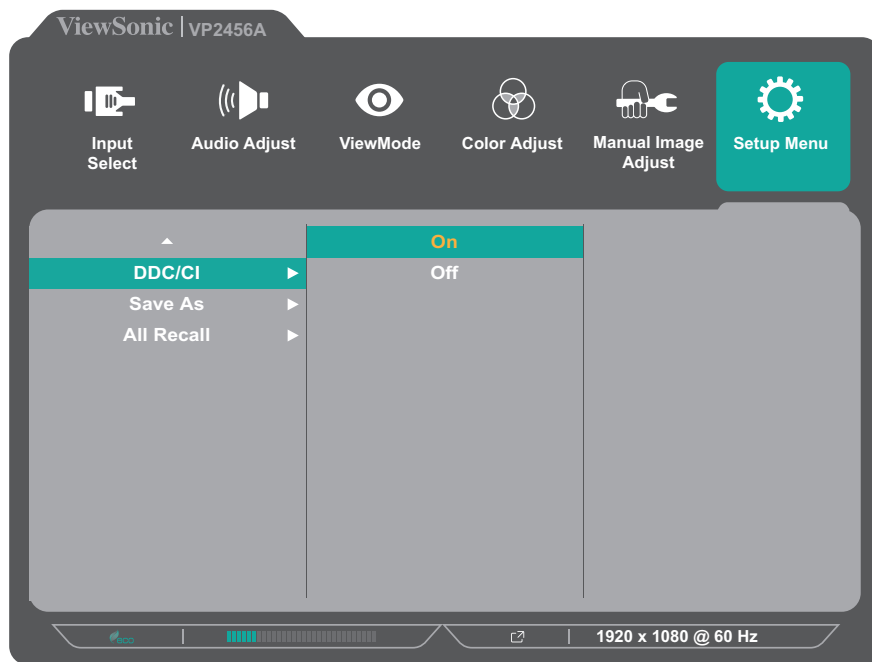 ViewSonic | VP2456A
Input Select
Audio Adjust
ViewMode
Color Adjust
Manual Image Adjust
Setup Menu
DDC/CI
Save As
All Recall
On
Off
eco
1920 x 1080 @ 60 Hz